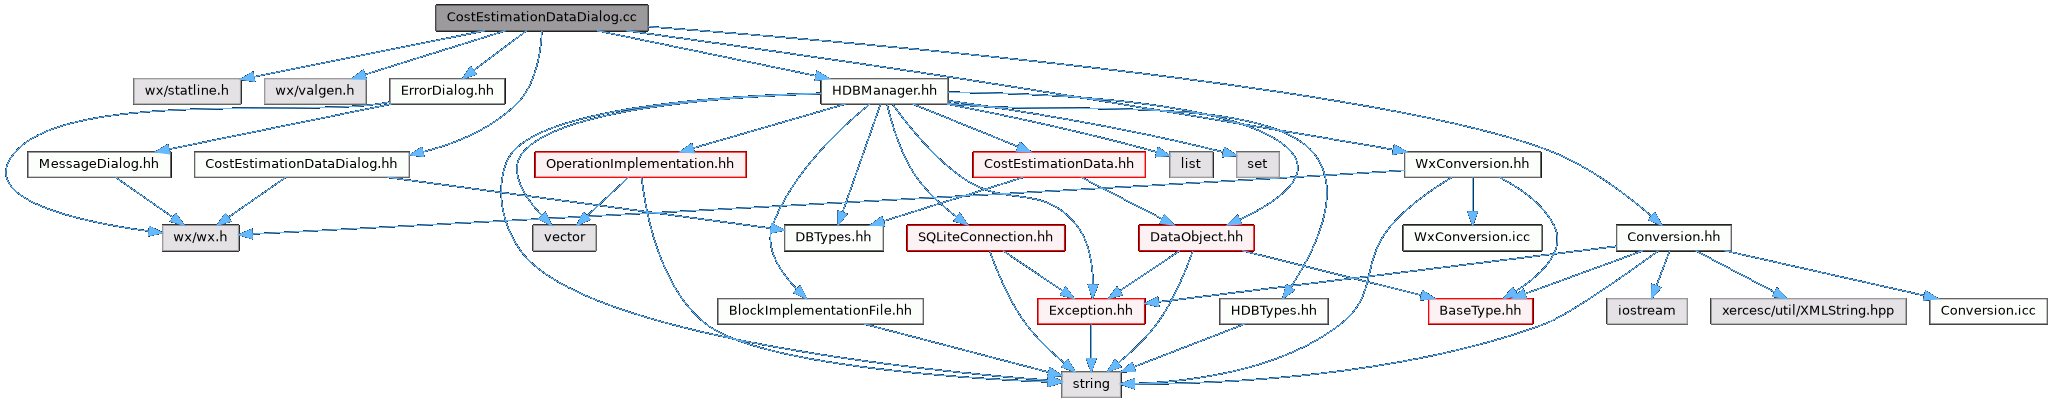 CostEstimationDataDialog.cc
wx/statline.h
wx/valgen.h
ErrorDialog.hh
HDBManager.hh
MessageDialog.hh
CostEstimationDataDialog.hh
OperationImplementation.hh
CostEstimationData.hh
list
set
WxConversion.hh
wx/wx.h
vector
DBTypes.hh
SQLiteConnection.hh
DataObject.hh
WxConversion.icc
Conversion.hh
BlockImplementationFile.hh
Exception.hh
HDBTypes.hh
BaseType.hh
iostream
xercesc/util/XMLString.hpp
Conversion.icc
string